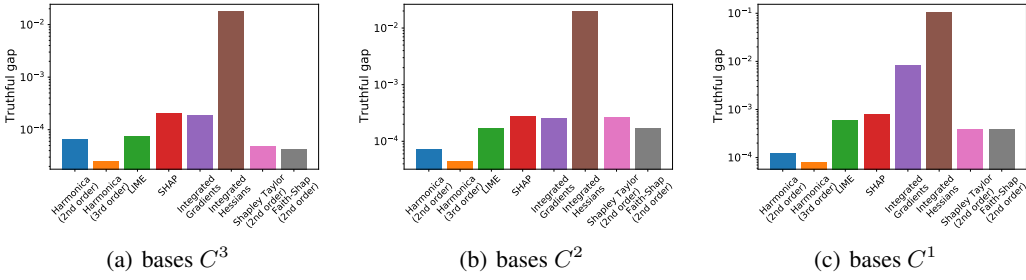 Truthful gap
10⁻²
10⁻³
10⁻⁴
Harmonica
(2nd order)
Harmonica
(3rd order)
LIME
SHAP
Integrated
Gradients
Integrated
Hessians
Shapley Taylor
(2nd order)
Faith-Shap
(2nd order)
(a) bases C³
Truthful gap
10⁻²
10⁻³
10⁻⁴
Harmonica
(2nd order)
Harmonica
(3rd order)
LIME
SHAP
Integrated
Gradients
Integrated
Hessians
Shapley Taylor
(2nd order)
Faith-Shap
(2nd order)
(b) bases C²
Truthful gap
10⁻¹
10⁻²
10⁻³
10⁻⁴
Harmonica
(2nd order)
Harmonica
(3rd order)
LIME
SHAP
Integrated
Gradients
Integrated
Hessians
Shapley Taylor
(2nd order)
Faith-Shap
(2nd order)
(c) bases C¹